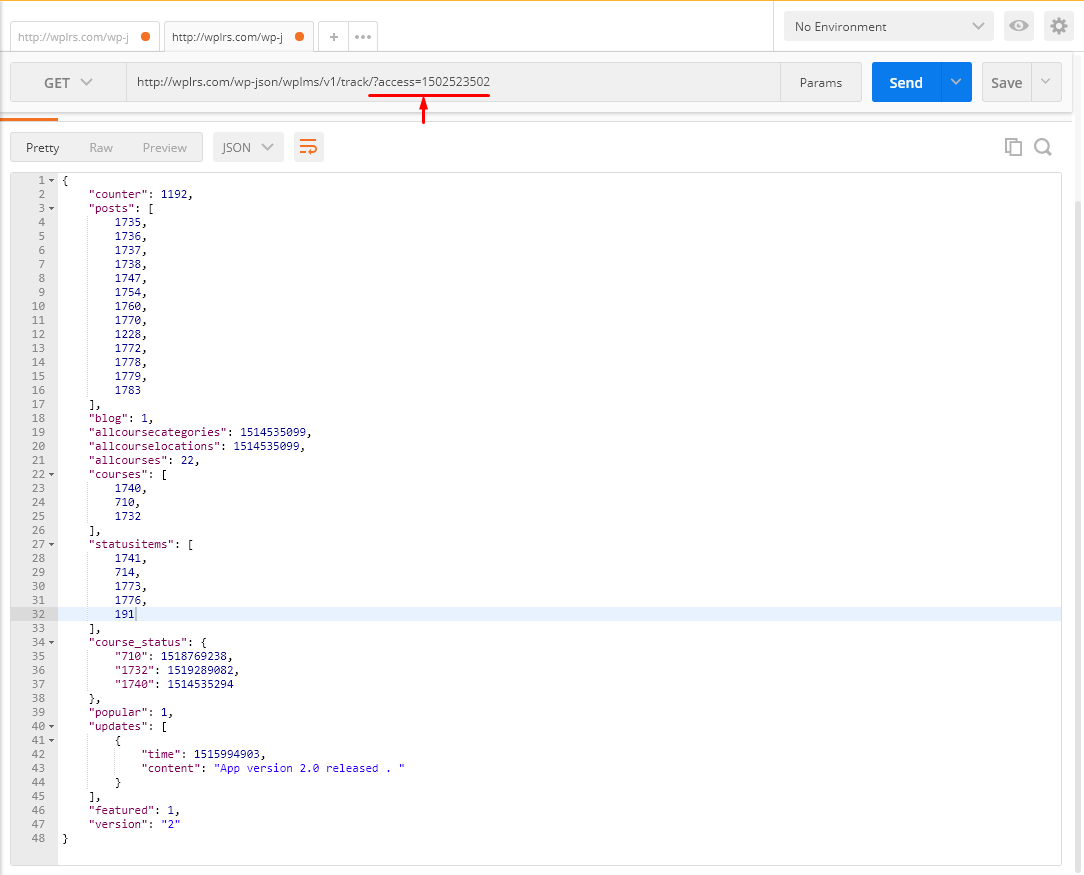 http://wplrs.com/wp-j http://wplrs.com/wp-j + ••• No Environment
GET http://wplrs.com/wp-json/wplms/v1/track/?access=1502523502 Params Send Save
Pretty Raw Preview JSON
1 {
2 "counter": 1192,
3 "posts": [
4 1735,
5 1736,
6 1737,
7 1738,
8 1747,
9 1754,
10 1760,
11 1770,
12 1228,
13 1772,
14 1778,
15 1779,
16 1783
17 ],
18 "blog": 1,
19 "allcoursecategories": 1514535099,
20 "allcourselocations": 1514535099,
21 "allcourses": 22,
22 "courses": [
23 1740,
24 710,
25 1732
26 ],
27 "statusitems": [
28 1741,
29 714,
30 1773,
31 1776,
32 191
33 ],
34 "course_status": {
35 "710": 1518769238,
36 "1732": 1519289082,
37 "1740": 1514535294
38 },
39 "popular": 1,
40 "updates": [
41 {
42 "time": 1515994903,
43 "content": "App version 2.0 released . "
44 }
45 ],
46 "featured": 1,
47 "version": "2"
48 }